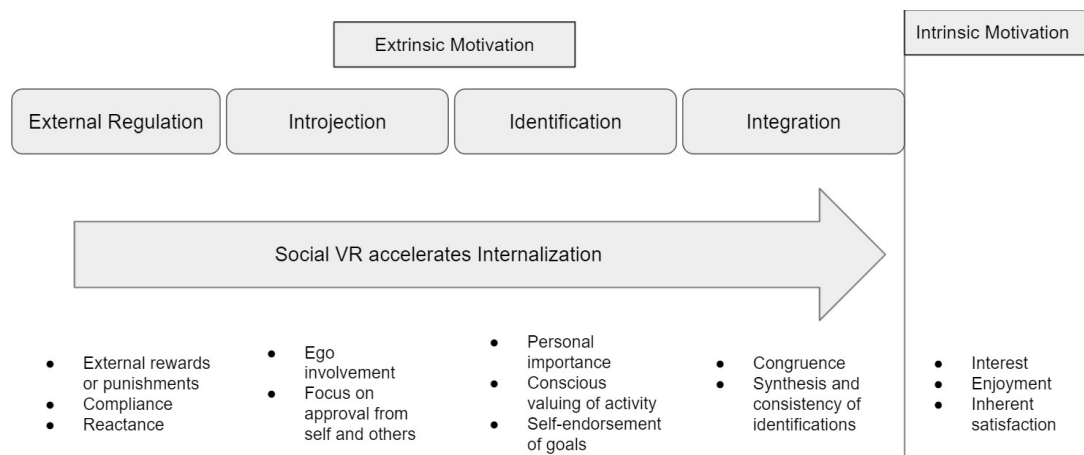 Extrinsic Motivation
Intrinsic Motivation
External Regulation
Introjection
Identification
Integration
Social VR accelerates Internalization
● External rewards
or punishments
● Compliance
● Reactance
● Ego
involvement
● Focus on
approval from
self and others
● Personal
importance
● Conscious
valuing of activity
● Self-endorsement
of goals
● Congruence
● Synthesis and
consistency of
identifications
● Interest
● Enjoyment
● Inherent
satisfaction